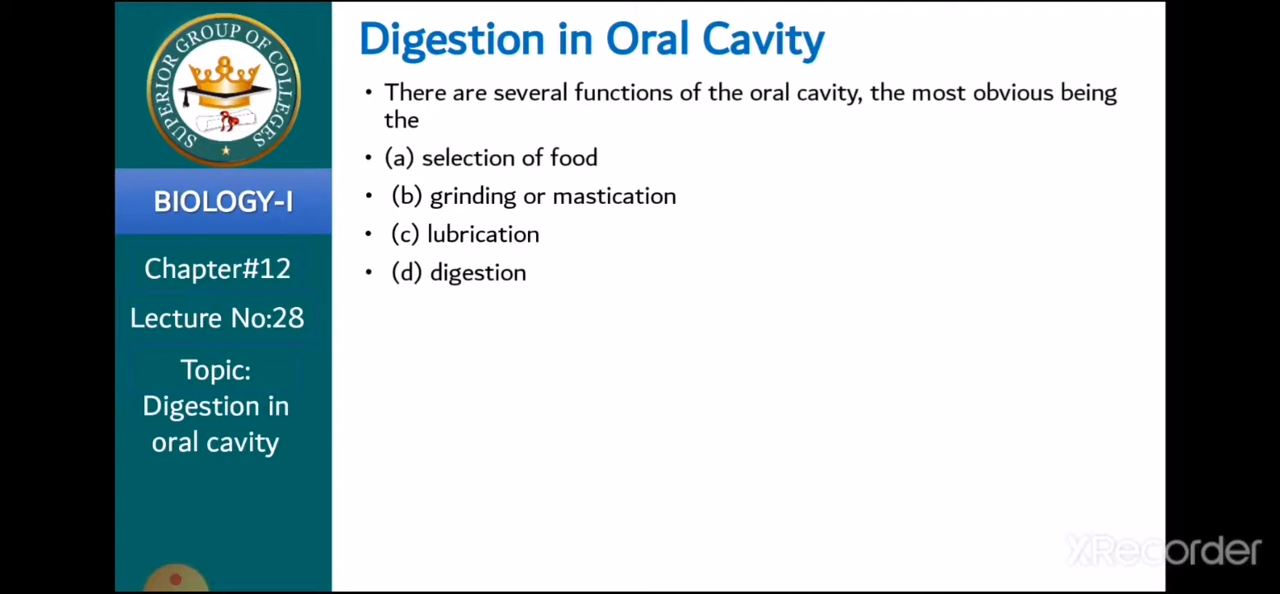 SUPERIOR GROUP OF COLLEGES
BIOLOGY-I
Chapter#12
Lecture No:28
Topic:
Digestion in
oral cavity
Digestion in Oral Cavity
• There are several functions of the oral cavity, the most obvious being
the
• (a) selection of food
• (b) grinding or mastication
• (c) lubrication
• (d) digestion
XRecorder